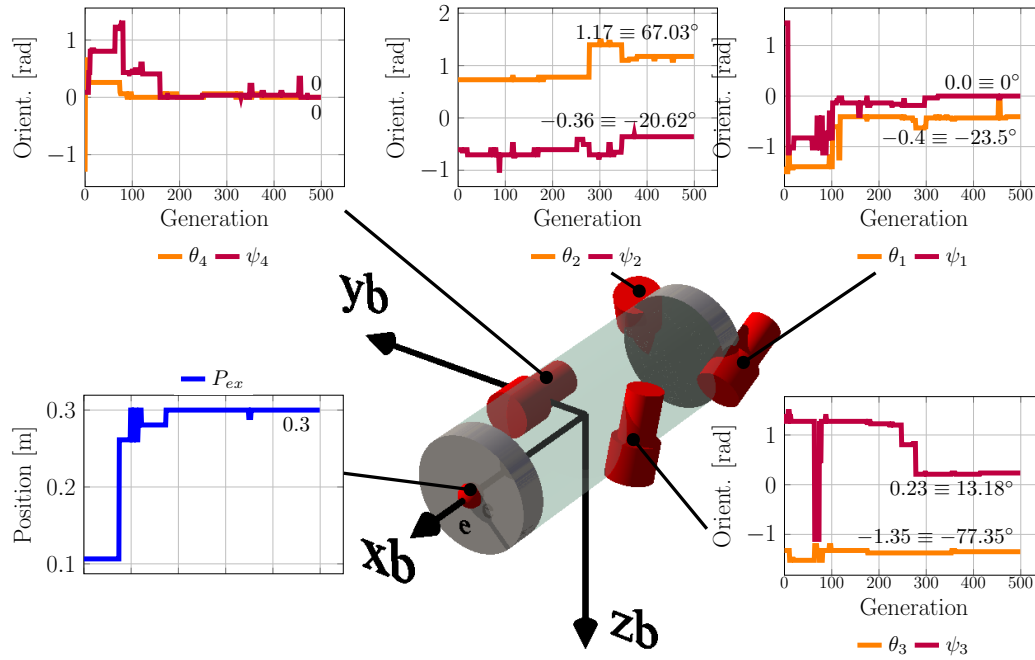 Orient. [rad]
1
0
−1
0
0
0
100
200
300
400
500
Generation
θ4 ψ4
Orient. [rad]
2
1
0
−1
1.17 ≡ 67.03°
−0.36 ≡ −20.62°
0
100
200
300
400
500
Generation
θ2 ψ2
Orient. [rad]
1
0
−1
0.0 ≡ 0°
−0.4 ≡ −23.5°
0
100
200
300
400
500
Generation
θ1 ψ1
yb
Pex
Position [m]
0.3
0.2
0.1
0.3
e
e
xb
zb
Orient. [rad]
1
0
−1
0.23 ≡ 13.18°
−1.35 ≡ −77.35°
0
100
200
300
400
500
Generation
θ3 ψ3